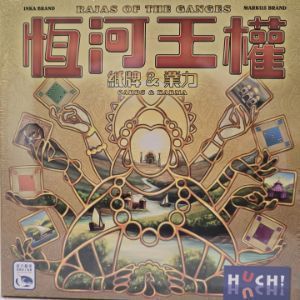 RAJAS OF THE GANGES
INKA BRAND
MARKUS BRAND
恆河王權
紙牌 & 業力
CARDS & KARMA
HUCH!